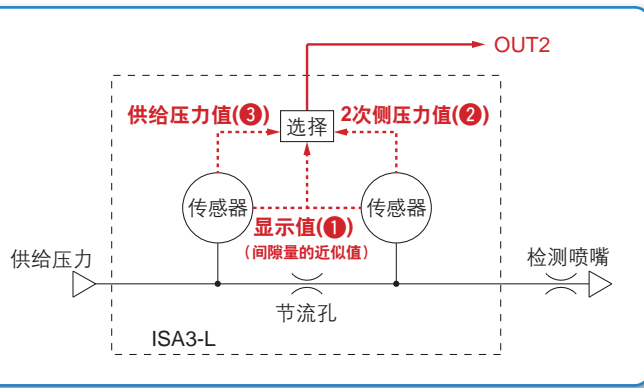 OUT2
供给压力值(❸)
选择
2次侧压力值(❷)
传感器
传感器
显示值(❶)
(间隙量的近似值)
供给压力
检测喷嘴
节流孔
ISA3-L